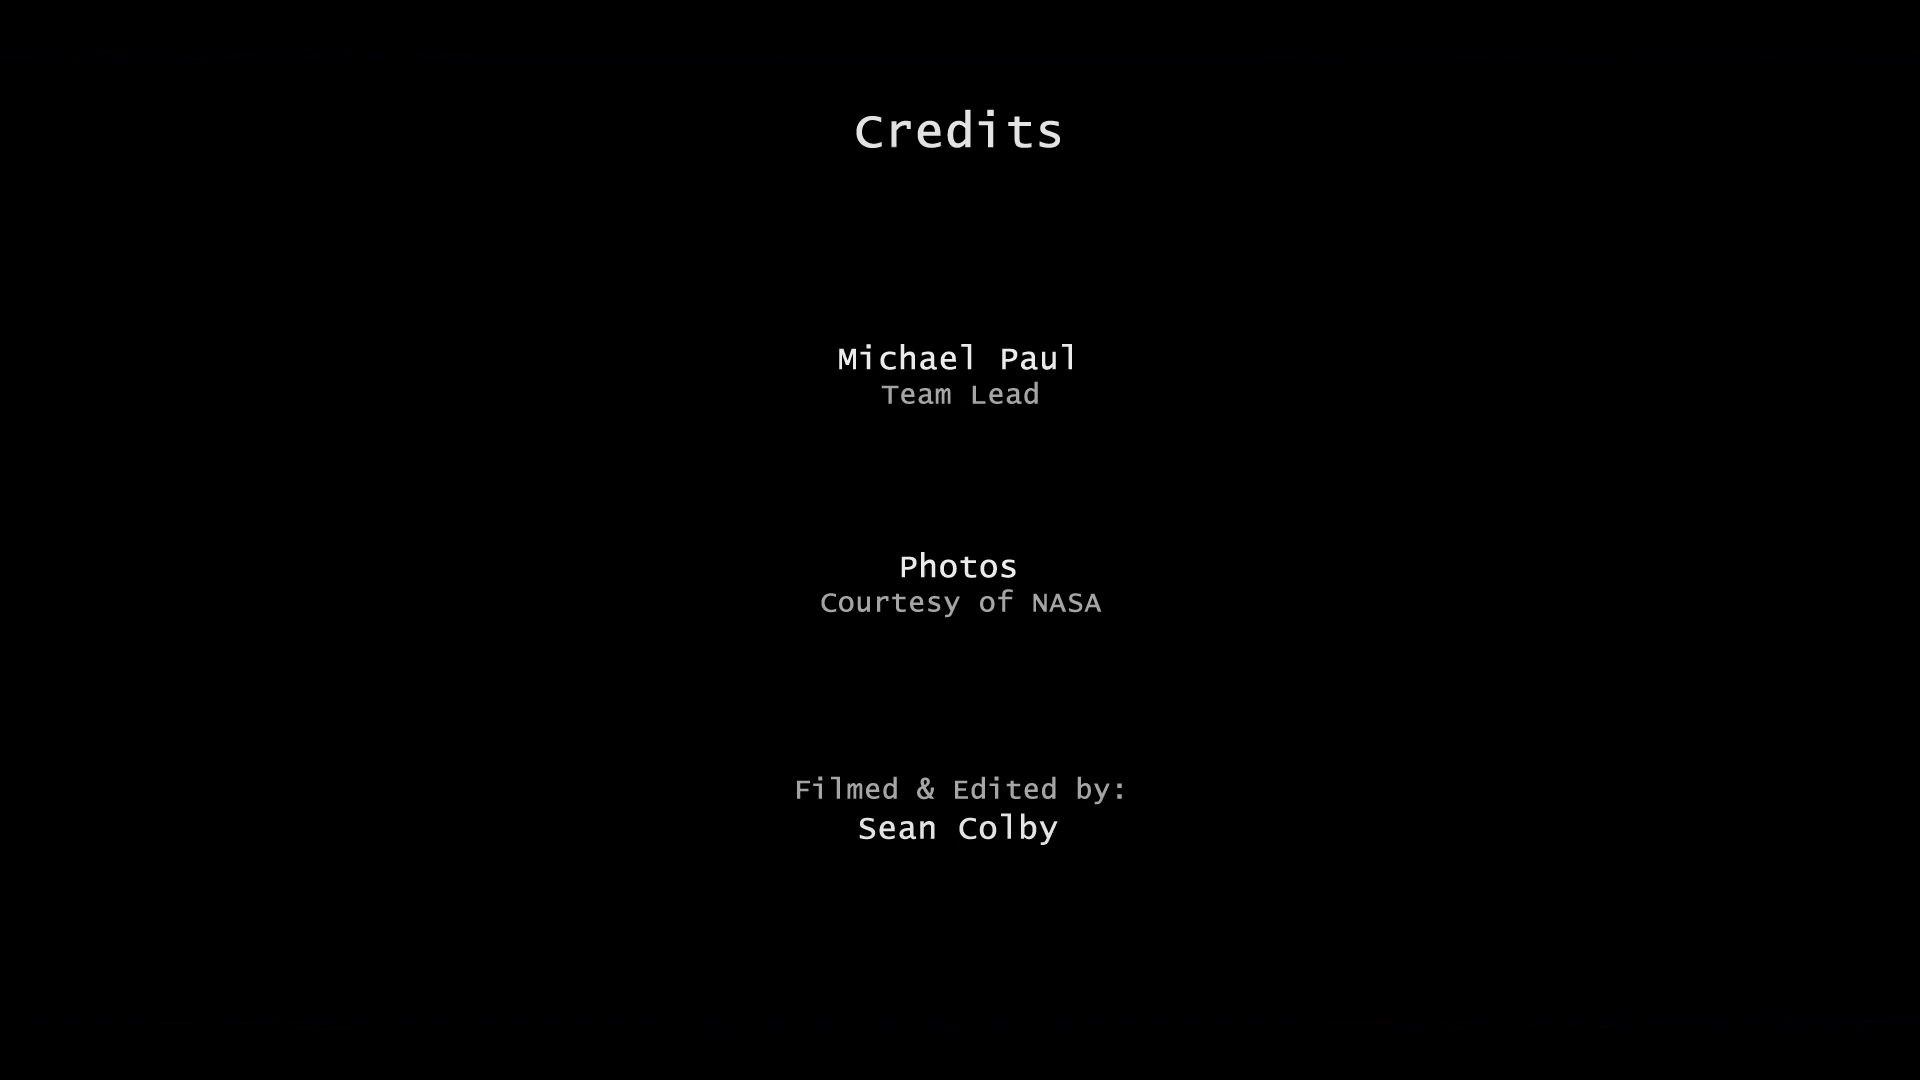 Credits
Michael Paul
Team Lead
Photos
Courtesy of NASA
Filmed & Edited by:
Sean Colby